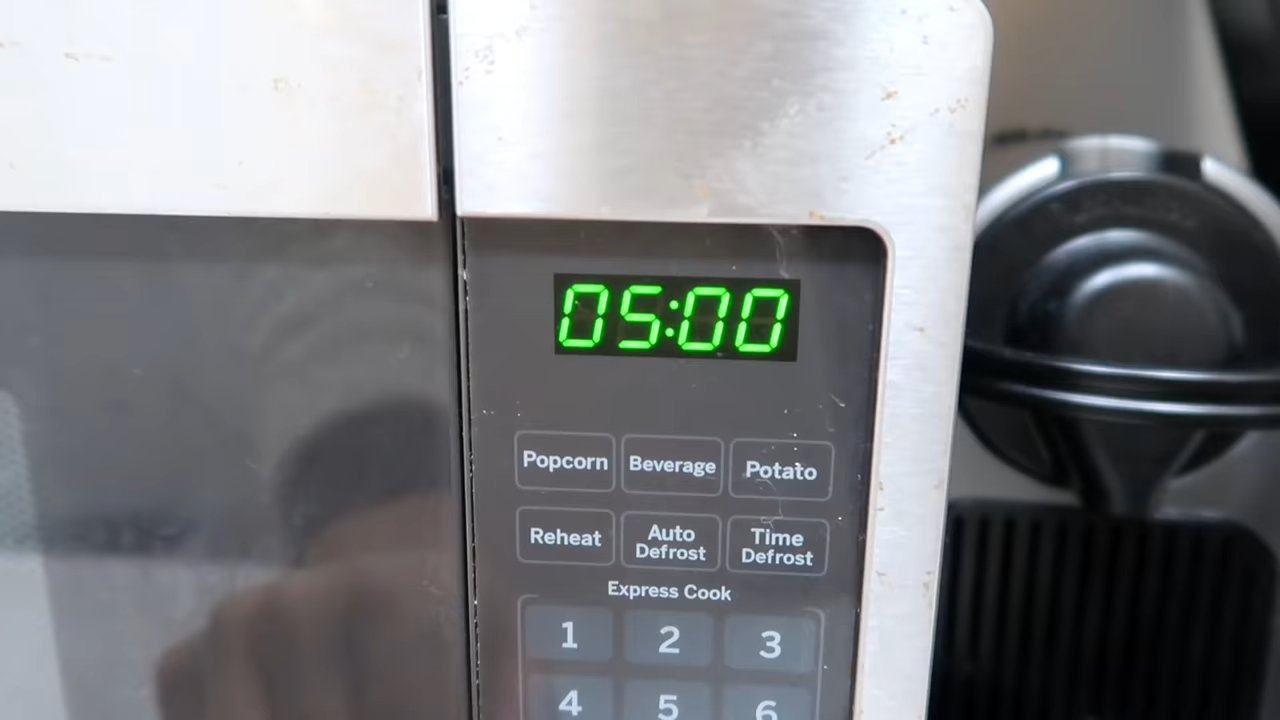 05:00
Popcorn Beverage Potato
Reheat Auto Defrost Time Defrost
Express Cook
1 2 3
4 5 6